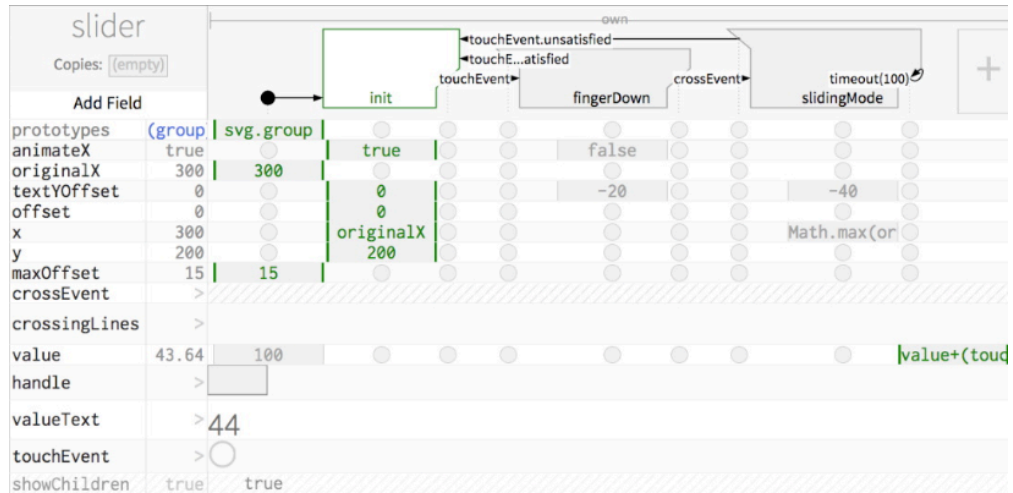 slider
own
Copies: (empty)
touchEvent.unsatisfied
touchE...atisfied
touchEvent
crossEvent
timeout(100)
+
Add Field
init
fingerDown
slidingMode
prototypes (group svg.group
animateX true true false
originalX 300 300
textYOffset 0 0 -20 -40
offset 0 0
x 300 originalX Math.max(or
y 200 200
maxOffset 15 15
crossEvent >
crossingLines >
value 43.64 100 value+(touc
handle >
valueText > 44
touchEvent >
showChildren true true